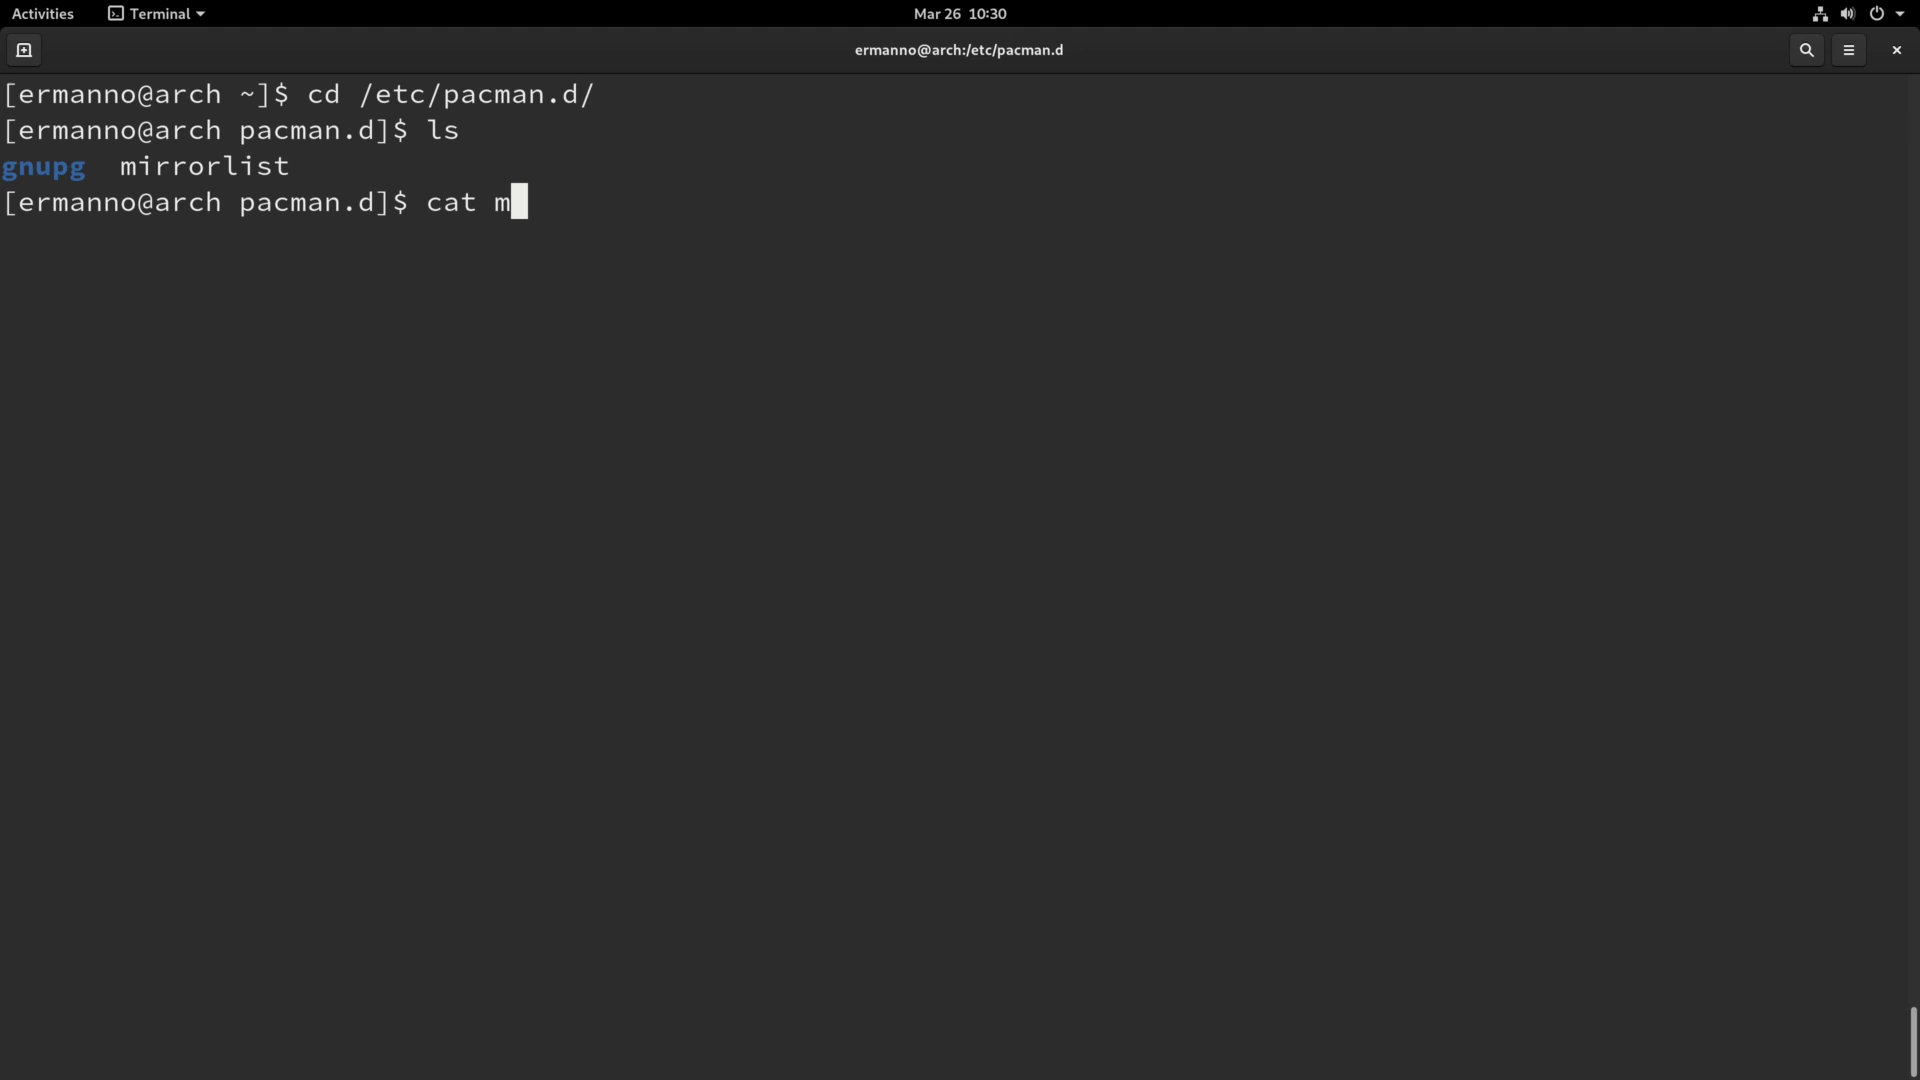 Activities Terminal Mar 26 10:30
ermanno@arch:/etc/pacman.d
[ermanno@arch ~]$ cd /etc/pacman.d/
[ermanno@arch pacman.d]$ ls
gnupg mirrorlist
[ermanno@arch pacman.d]$ cat m